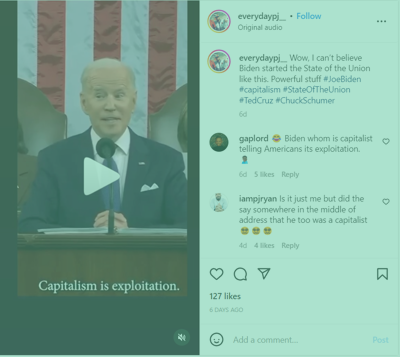 everydaypj__ • Follow
Original audio
everydaypj__ Wow, I can't believe
Biden started the State of the Union
like this. Powerful stuff #JoeBiden
#capitalism #StateOfTheUnion
#TedCruz #ChuckSchumer
6d
gaplord 😂 Biden whom is capitalist
telling Americans its exploitation.
6d 5 likes Reply
iampjryan Is it just me but did the
say somewhere in the middle of
address that he too was a capitalist
4d 4 likes Reply
Capitalism is exploitation.
127 likes
6 DAYS AGO
Add a comment... Post